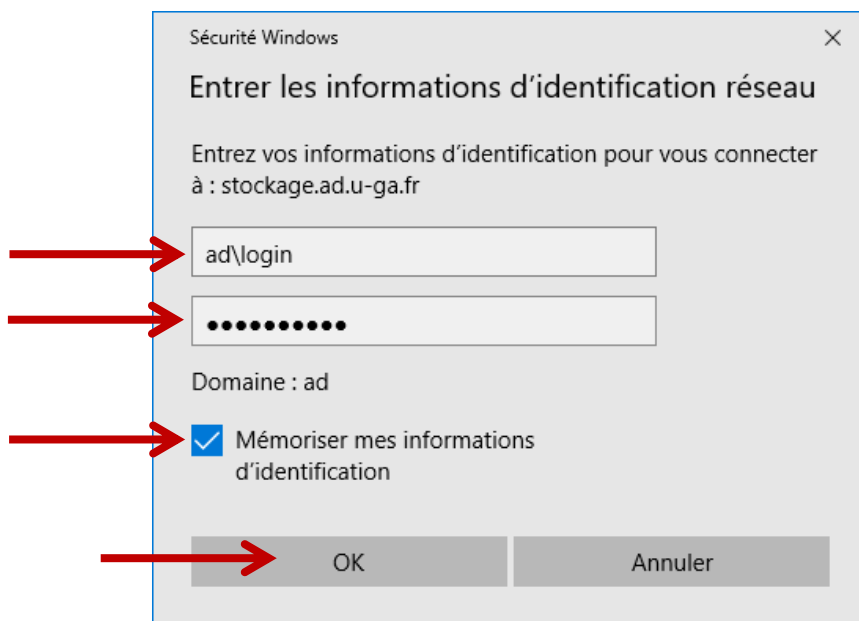 Sécurité Windows
Entrer les informations d’identification réseau
Entrez vos informations d’identification pour vous connecter
à : stockage.ad.u-ga.fr
ad\login
••••••••••
Domaine : ad
Mémoriser mes informations
d’identification
OK
Annuler